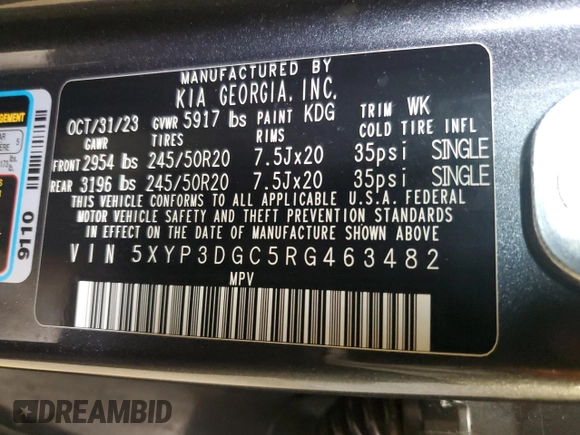 MANUFACTURED BY
KIA GEORGIA, INC.
OCT/31/23 GVWR 5917 lbs PAINT KDG TRIM WK
GAWR TIRES RIMS COLD TIRE INFL
FRONT 2954 lbs 245/50R20 7.5Jx20 35psi SINGLE
REAR 3196 lbs 245/50R20 7.5Jx20 35psi SINGLE
THIS VEHICLE CONFORMS TO ALL APPLICABLE U.S.A. FEDERAL
MOTOR VEHICLE SAFETY AND THEFT PREVENTION STANDARDS
IN EFFECT ON THE DATE OF MANUFACTURE SHOWN ABOVE
VIN 5XYP3DGC5RG463482
MPV
9110
5
DREAMBID